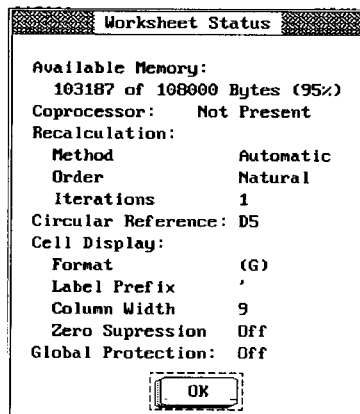 Worksheet Status
Available Memory:
103187 of 108000 Bytes (95%)
Coprocessor: Not Present
Recalculation:
Method Automatic
Order Natural
Iterations 1
Circular Reference: D5
Cell Display:
Format (G)
Label Prefix '
Column Width 9
Zero Supression Off
Global Protection: Off
OK